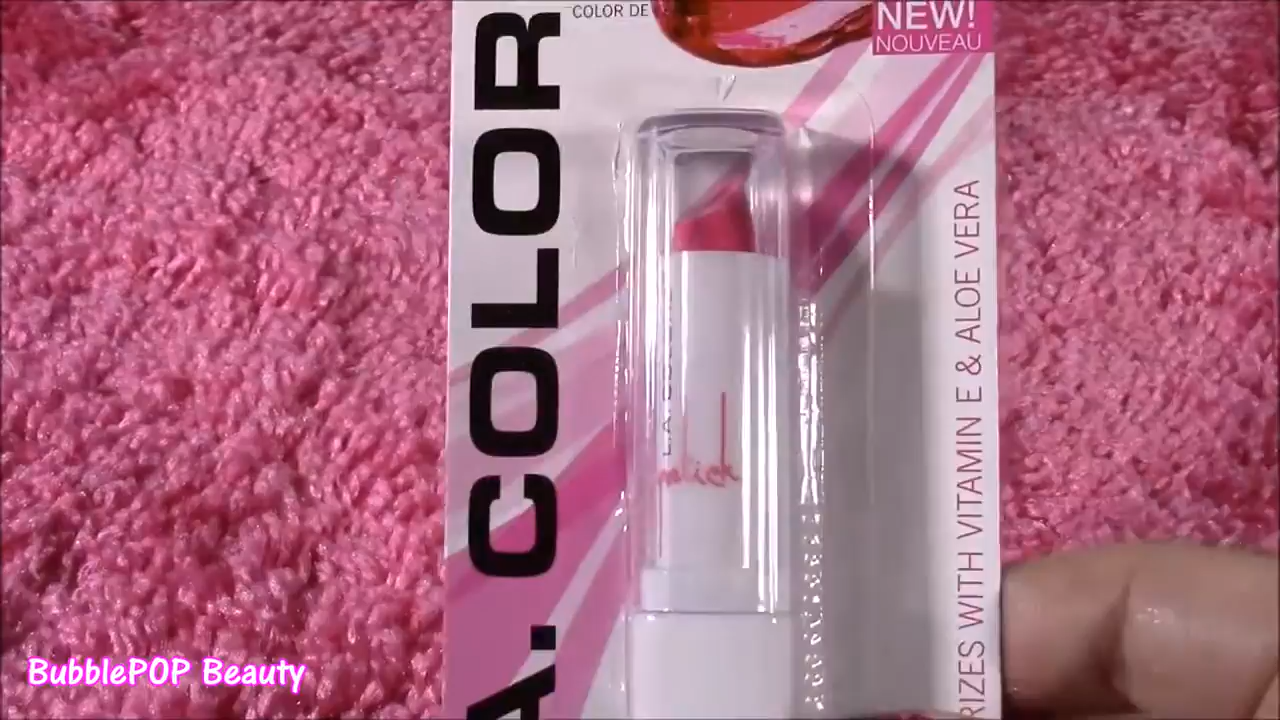 COLOR DE
NEW!
NOUVEAU
A. COLOR
RIZES WITH VITAMIN E & ALOE VERA
BubblePOP Beauty